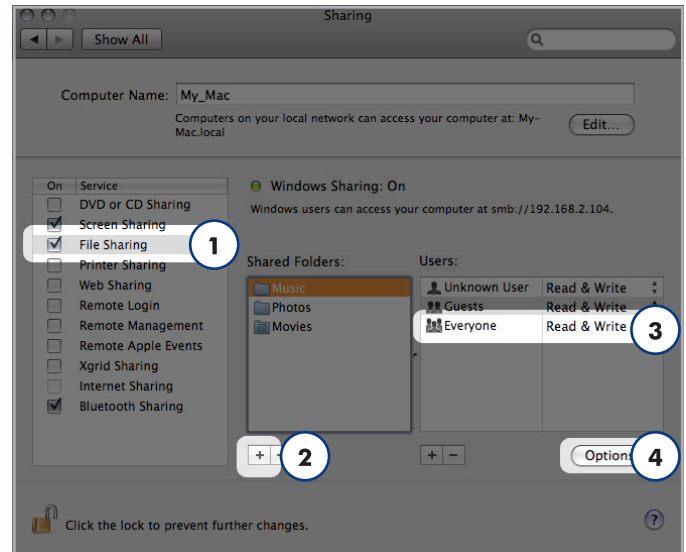 Sharing
Show All
Computer Name: My_Mac
Computers on your local network can access your computer at: My-
Mac.local
Edit...
On Service
DVD or CD Sharing
Screen Sharing
File Sharing
1
Printer Sharing
Web Sharing
Remote Login
Remote Management
Remote Apple Events
Xgrid Sharing
Internet Sharing
Bluetooth Sharing
Windows Sharing: On
Windows users can access your computer at smb://192.168.2.104.
Shared Folders:
Music
Photos
Movies
+ −
2
Users:
Unknown User Read & Write
Guests Read & Write
Everyone Read & Write
3
+ −
Options
4
Click the lock to prevent further changes.
?